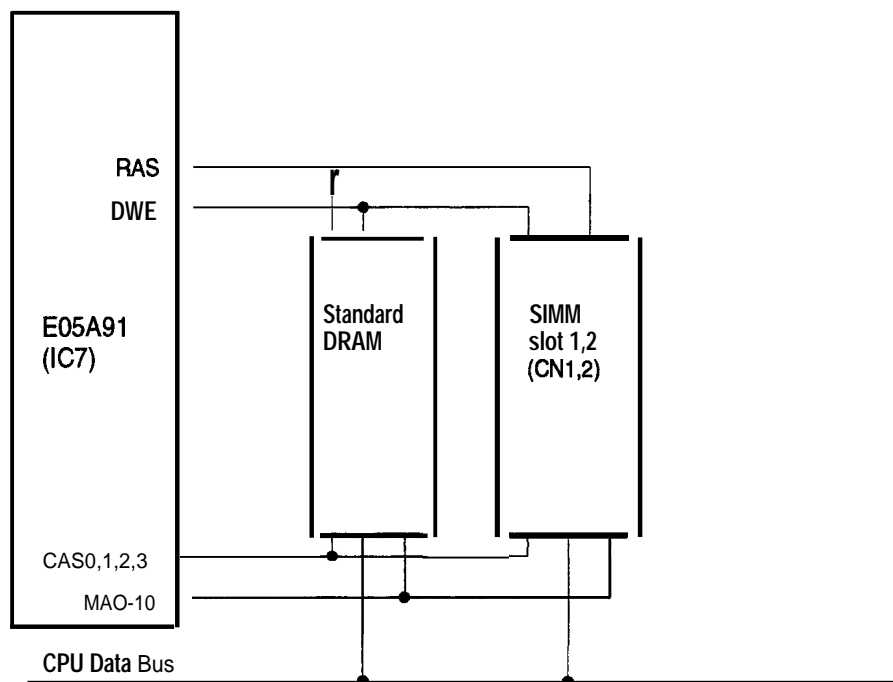 RAS
DWE
E05A91
(IC7)
Standard
DRAM
SIMM
slot 1,2
(CN1,2)
CAS0,1,2,3
MAO-10
CPU Data Bus